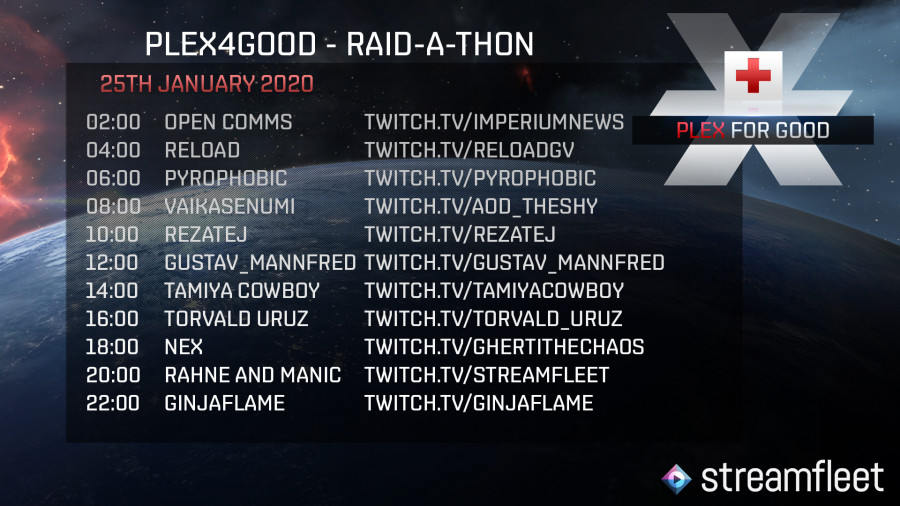 PLEX4GOOD - RAID-A-THON
25TH JANUARY 2020
02:00 OPEN COMMS TWITCH.TV/IMPERIUMNEWS
04:00 RELOAD TWITCH.TV/RELOADGV
06:00 PYROPHOBIC TWITCH.TV/PYROPHOBIC
08:00 VAIKASENUMI TWITCH.TV/AOD_THESHY
10:00 REZATEJ TWITCH.TV/REZATEJ
12:00 GUSTAV_MANNFRED TWITCH.TV/GUSTAV_MANNFRED
14:00 TAMIYA COWBOY TWITCH.TV/TAMIYACOWBOY
16:00 TORVALD URUZ TWITCH.TV/TORVALD_URUZ
18:00 NEX TWITCH.TV/GHERTITHECHAOS
20:00 RAHNE AND MANIC TWITCH.TV/STREAMFLEET
22:00 GINJAFLAME TWITCH.TV/GINJAFLAME
PLEX FOR GOOD
streamfleet